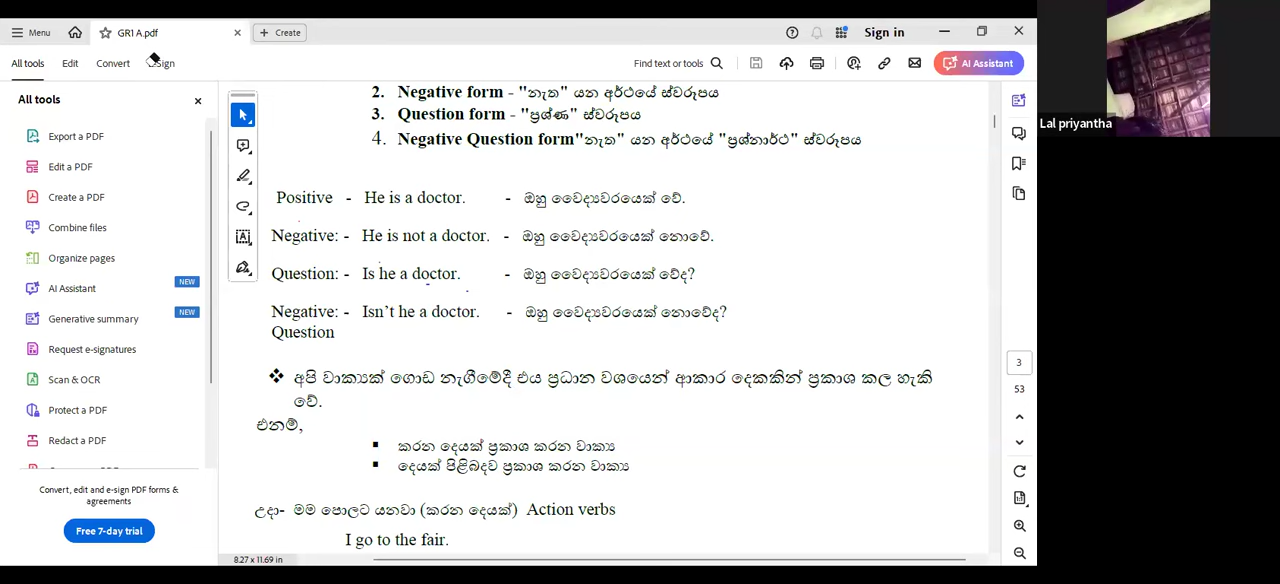 Menu GR1 A.pdf Create Sign in
All tools Edit Convert E-Sign Find text or tools AI Assistant
All tools
Export a PDF
Edit a PDF
Create a PDF
Combine files
Organize pages
AI Assistant NEW
Generative summary NEW
Request e-signatures
Scan & OCR
Protect a PDF
Redact a PDF
Convert, edit and e-sign PDF forms &
agreements
Free 7-day trial
2. Negative form - "නැත" යන අර්ථයේ ස්වරූපය
3. Question form - "ප්‍රශ්ණ" ස්වරූපය
4. Negative Question form"නැත" යන අර්ථයේ "ප්‍රශ්නාර්ථ" ස්වරූපය
Positive - He is a doctor. - ඔහු වෛද්‍යවරයෙක් වේ.
Negative: - He is not a doctor. - ඔහු වෛද්‍යවරයෙක් නොවේ.
Question: - Is he a doctor. - ඔහු වෛද්‍යවරයෙක් වේද?
Negative: - Isn't he a doctor. - ඔහු වෛද්‍යවරයෙක් නොවේද?
Question
❖ අපි වාක්‍යක් ගොඩ නැගීමේදී එය ප්‍රධාන වශයෙන් ආකාර දෙකකින් ප්‍රකාශ කල හැකි
වේ.
එනම්,
▪ කරන දෙයක් ප්‍රකාශ කරන වාක්‍ය
▪ දෙයක් පිළිබදව ප්‍රකාශ කරන වාක්‍ය
උදා- මම පොලට යනවා (කරන දෙයක්) Action verbs
I go to the fair.
8.27 x 11.69 in
3
53
Lal priyantha